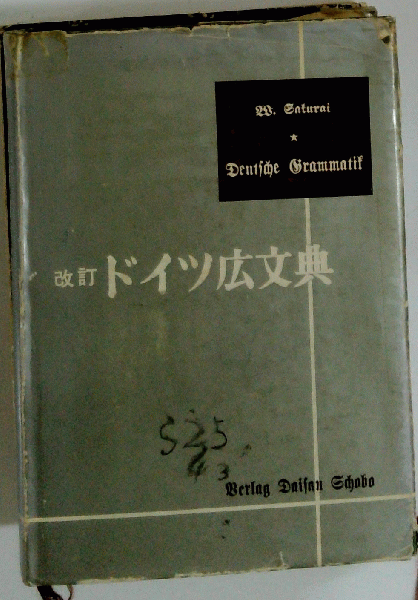 W. Sakurai
★
Deutsche Grammatik
改訂 ドイツ広文典
525
43
Verlag Daisan Schobo